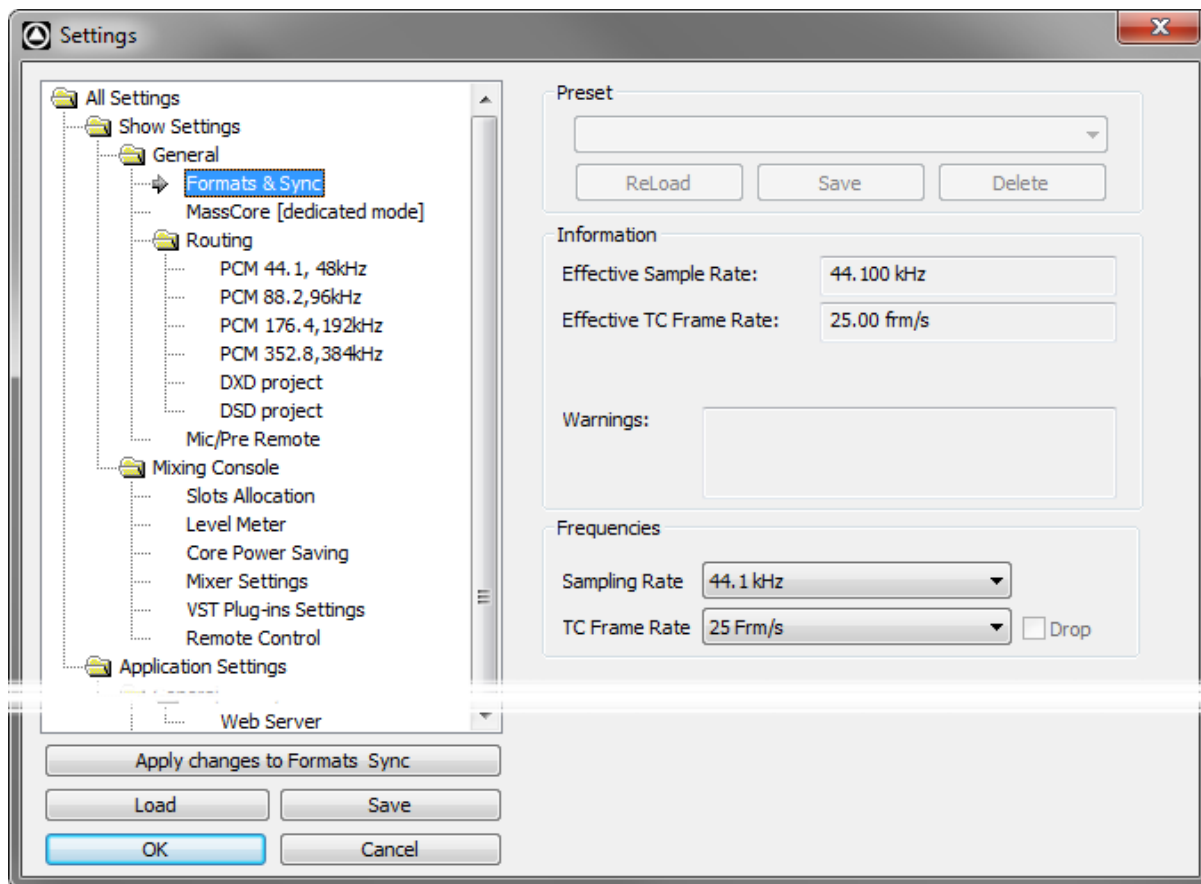 Settings
All Settings
Show Settings
General
Formats & Sync
MassCore [dedicated mode]
Routing
PCM 44.1, 48kHz
PCM 88.2,96kHz
PCM 176.4,192kHz
PCM 352.8,384kHz
DXD project
DSD project
Mic/Pre Remote
Mixing Console
Slots Allocation
Level Meter
Core Power Saving
Mixer Settings
VST Plug-ins Settings
Remote Control
Application Settings
Web Server
Apply changes to Formats Sync
Load Save
OK Cancel
Preset
ReLoad Save Delete
Information
Effective Sample Rate: 44.100 kHz
Effective TC Frame Rate: 25.00 frm/s
Warnings:
Frequencies
Sampling Rate 44.1 kHz
TC Frame Rate 25 Frm/s Drop